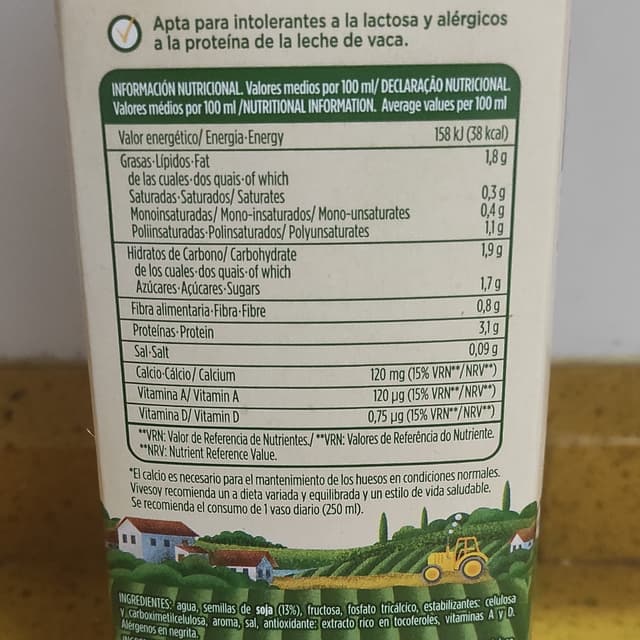 Apta para intolerantes a la lactosa y alérgicos
a la proteína de la leche de vaca.
INFORMACIÓN NUTRICIONAL. Valores medios por 100 ml/ DECLARAÇÃO NUTRICIONAL.
Valores médios por 100 ml /NUTRITIONAL INFORMATION. Average values per 100 ml
Valor energético/ Energia·Energy 158 kJ (38 kcal)
Grasas·Lípidos·Fat 1,8 g
de las cuales·dos quais·of which
Saturadas·Saturados/ Saturates 0,3 g
Monoinsaturadas/ Mono-insaturados/ Mono-unsaturates 0,4 g
Poliinsaturadas·Polinsaturados/ Polyunsaturates 1,1 g
Hidratos de Carbono/ Carbohydrate 1,9 g
de los cuales·dos quais·of which
Azúcares·Açúcares·Sugars 1,7 g
Fibra alimentaria·Fibra·Fibre 0,8 g
Proteínas·Protein 3,1 g
Sal·Salt 0,09 g
Calcio·Cálcio/ Calcium 120 mg (15% VRN**/NRV**)
Vitamina A/ Vitamin A 120 µg (15% VRN**/NRV**)
Vitamina D/ Vitamin D 0,75 µg (15% VRN**/NRV**)
**VRN: Valor de Referencia de Nutrientes./ **VRN: Valores de Referência do Nutriente.
**NRV: Nutrient Reference Value.
*El calcio es necesario para el mantenimiento de los huesos en condiciones normales.
Vivesoy recomienda un a dieta variada y equilibrada y un estilo de vida saludable.
Se recomienda el consumo de 1 vaso diario (250 ml).
INGREDIENTES: agua, semillas de soja (13%), fructosa, fosfato tricálcico, estabilizantes: celulosa
y carboximetilcelulosa, aroma, sal, antioxidante: extracto rico en tocoferoles, vitaminas A y D.
Alérgenos en negrita.